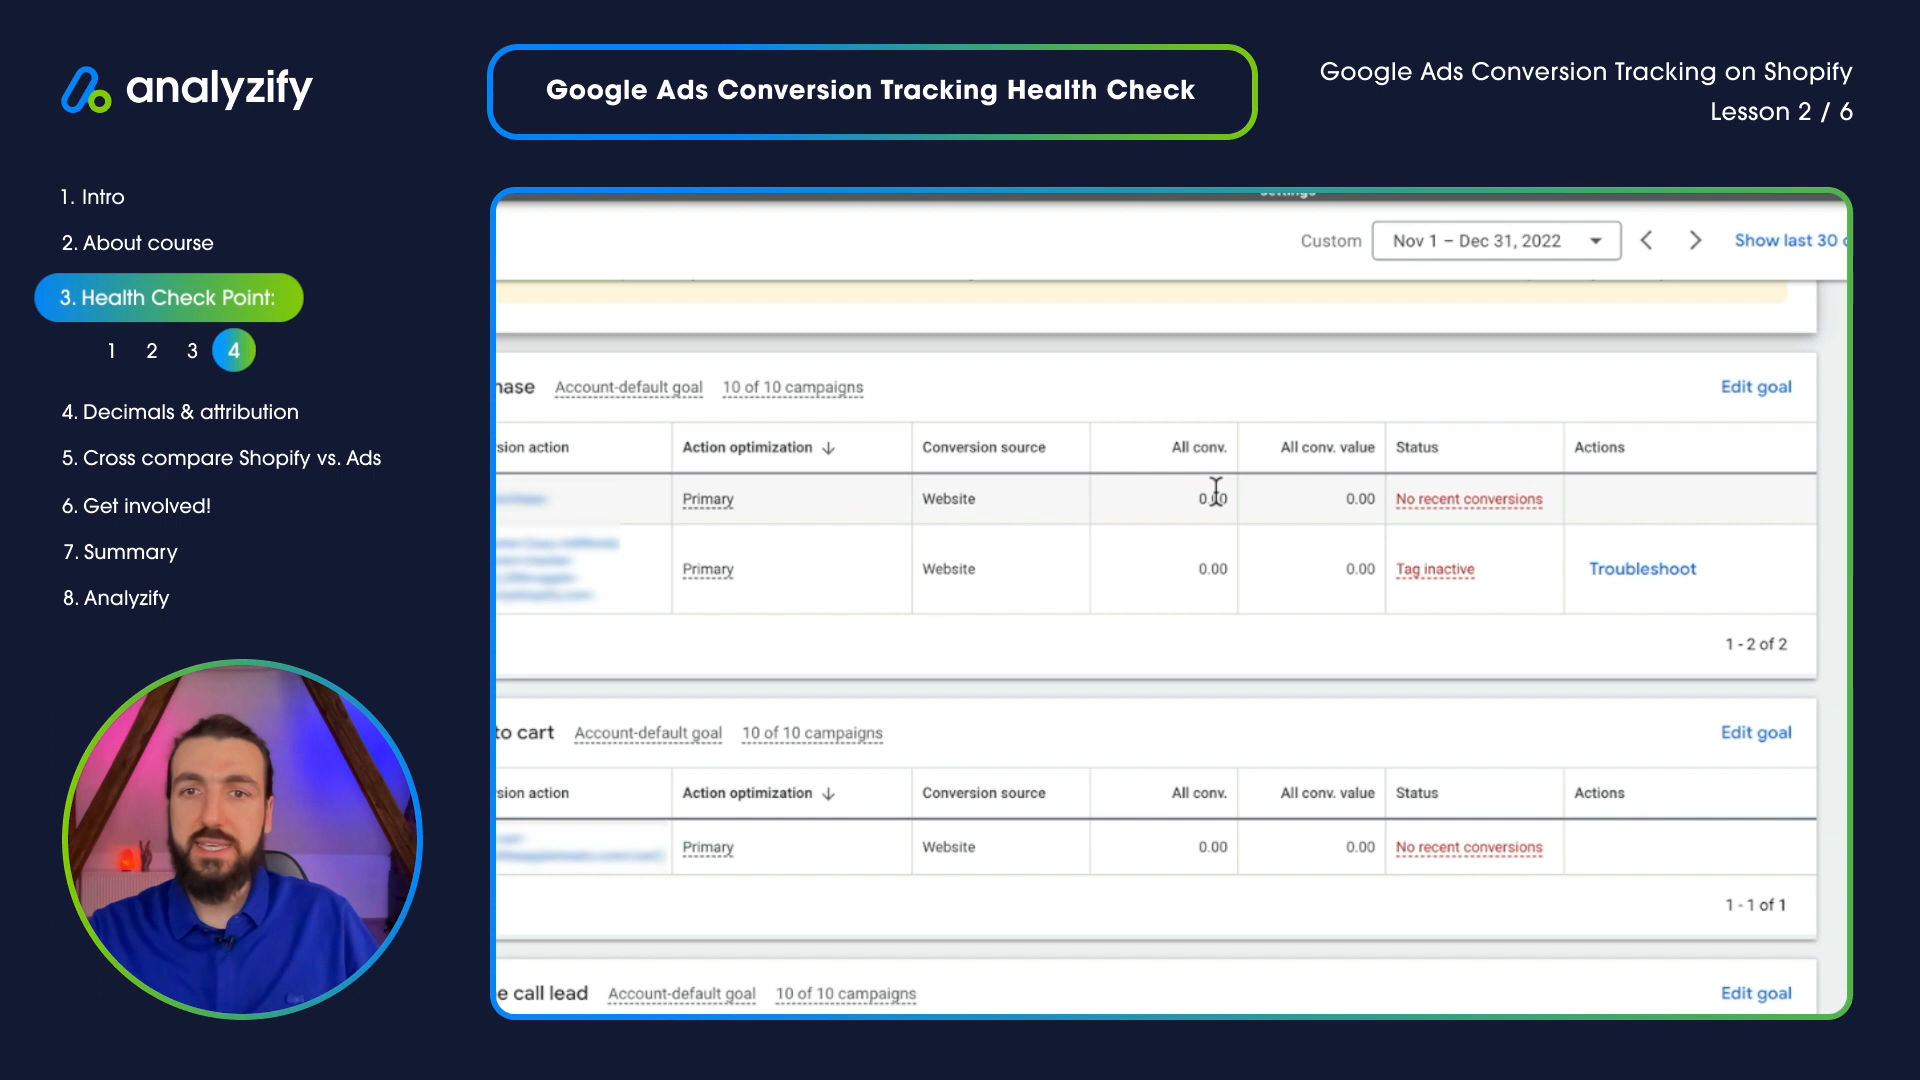 analyzify
Google Ads Conversion Tracking Health Check
Google Ads Conversion Tracking on Shopify
Lesson 2 / 6
1. Intro
2. About course
3. Health Check Point:
1 2 3 4
4. Decimals & attribution
5. Cross compare Shopify vs. Ads
6. Get involved!
7. Summary
8. Analyzify
Custom Nov 1 – Dec 31, 2022 Show last 30
hase Account-default goal 10 of 10 campaigns Edit goal
sion action Action optimization Conversion source All conv. All conv. value Status Actions
Primary Website 0.00 0.00 No recent conversions
Primary Website 0.00 0.00 Tag inactive Troubleshoot
1 - 2 of 2
to cart Account-default goal 10 of 10 campaigns Edit goal
sion action Action optimization Conversion source All conv. All conv. value Status Actions
Primary Website 0.00 0.00 No recent conversions
1 - 1 of 1
e call lead Account-default goal 10 of 10 campaigns Edit goal